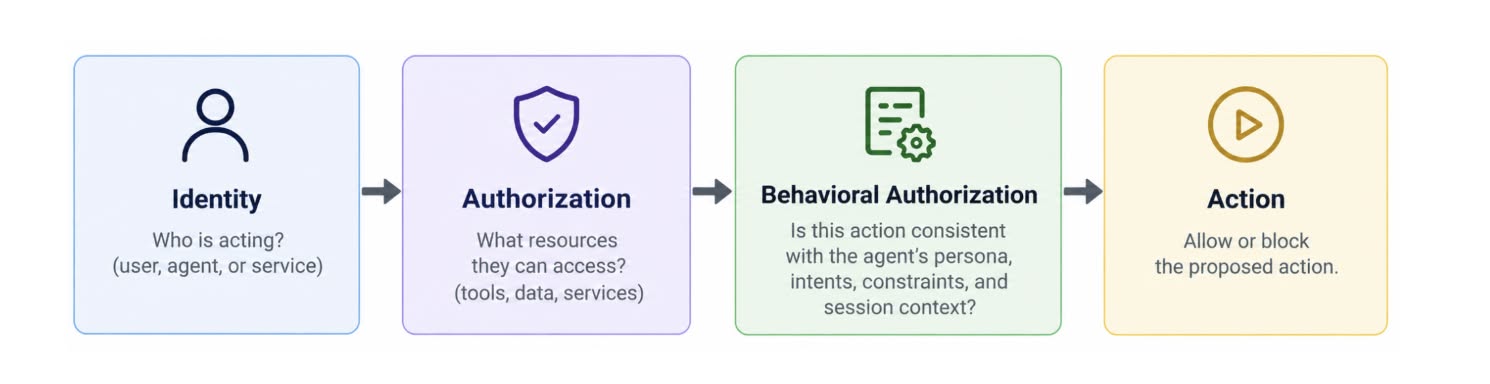 Identity
Who is acting?
(user, agent, or service)
Authorization
What resources
they can access?
(tools, data, services)
Behavioral Authorization
Is this action consistent
with the agent's persona,
intents, constraints, and
session context?
Action
Allow or block
the proposed action.